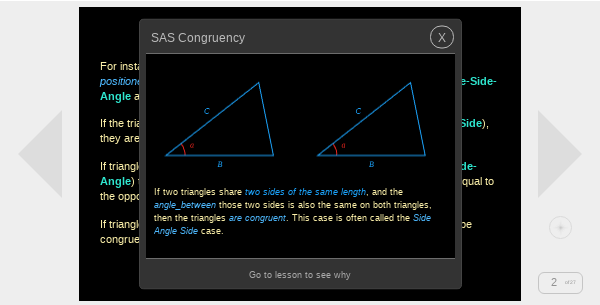 SAS Congruency
X
For insta
positione
e-Side-
Angle a
If the tria
Side),
they are
If triangl
de-
Angle) t
qual to
the oppo
If triangl
be
congrue
C
α
B
C
α
B
If two triangles share two sides of the same length, and the
angle_between those two sides is also the same on both triangles,
then the triangles are congruent. This case is often called the Side
Angle Side case.
Go to lesson to see why
2 of17